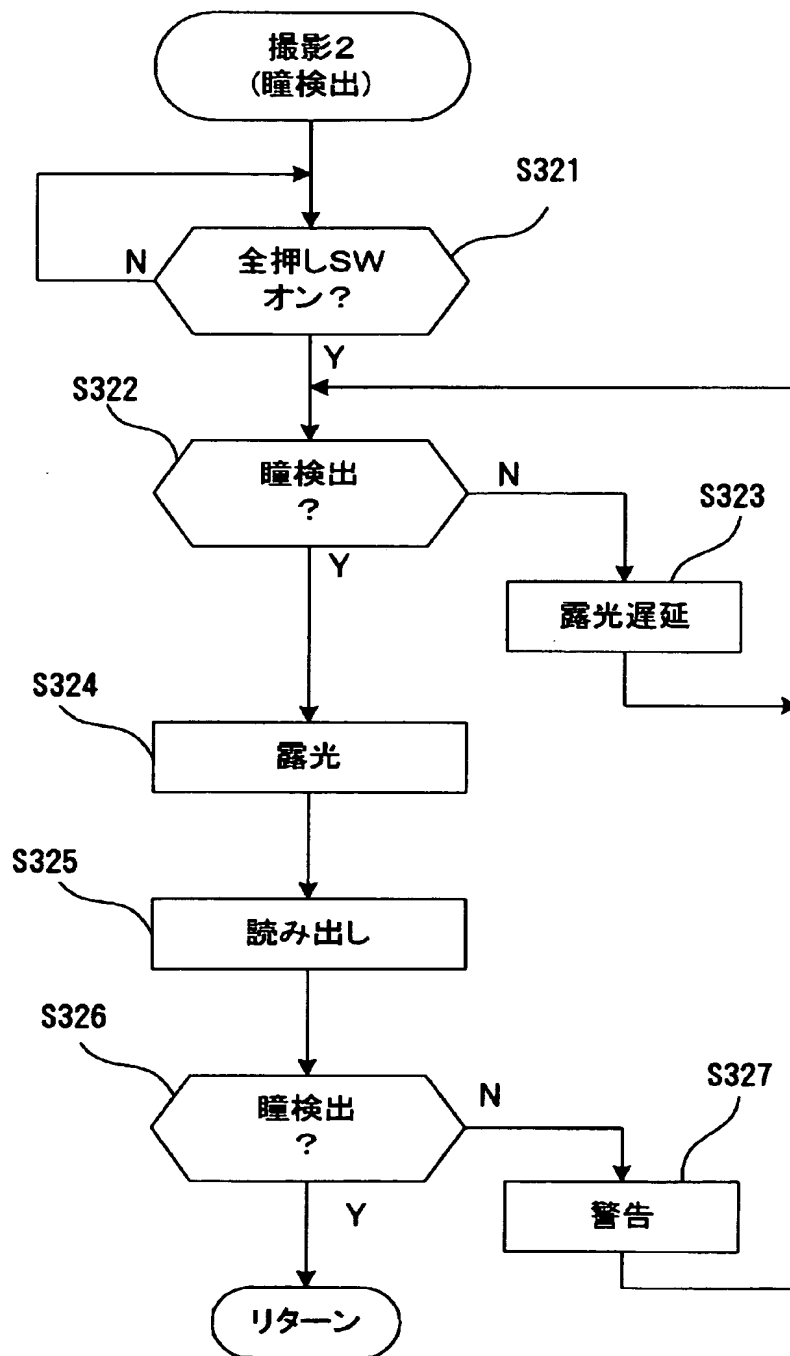 撮影2
(瞳検出)
S321
全押しSW
オン?
N
Y
S322
瞳検出
?
N
Y
S323
露光遅延
S324
露光
S325
読み出し
S326
瞳検出
?
N
Y
S327
警告
リターン